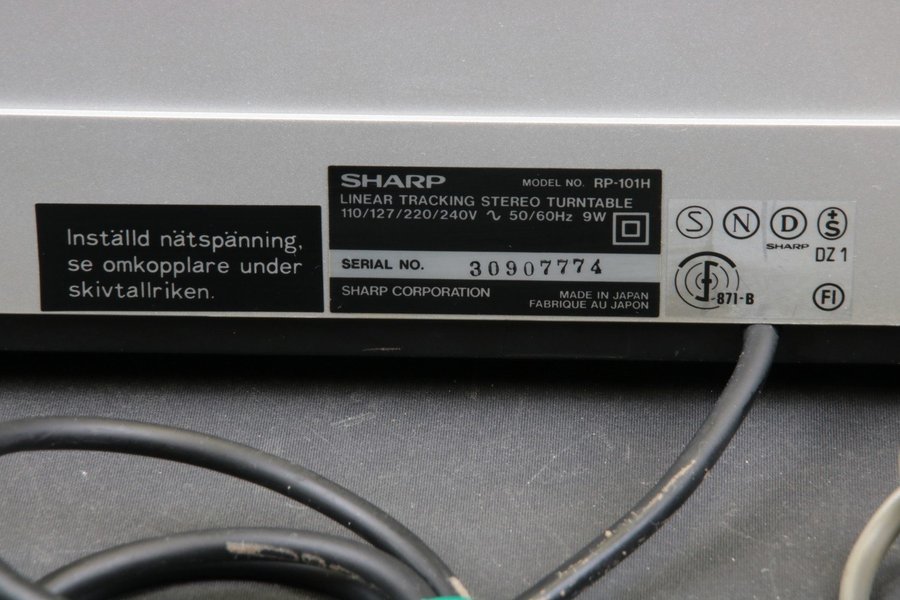 Inställd nätspänning,
se omkopplare under
skivtallriken.
SHARP MODEL NO. RP-101H
LINEAR TRACKING STEREO TURNTABLE
110/127/220/240V ∿ 50/60Hz 9W
SERIAL NO. 30907774
SHARP CORPORATION
MADE IN JAPAN
FABRIQUE AU JAPON
S N D +S
SHARP
DZ 1
871-B
FI